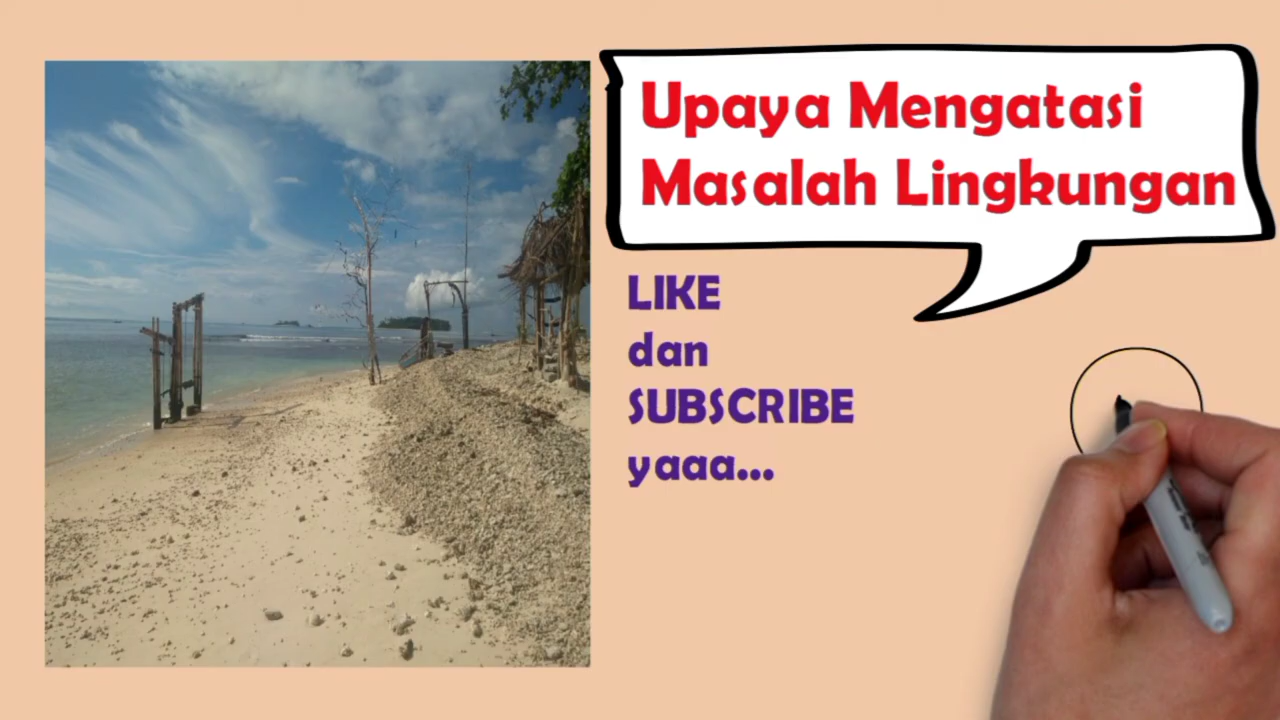 Upaya Mengatasi
Masalah Lingkungan
LIKE
dan
SUBSCRIBE
yaaa...